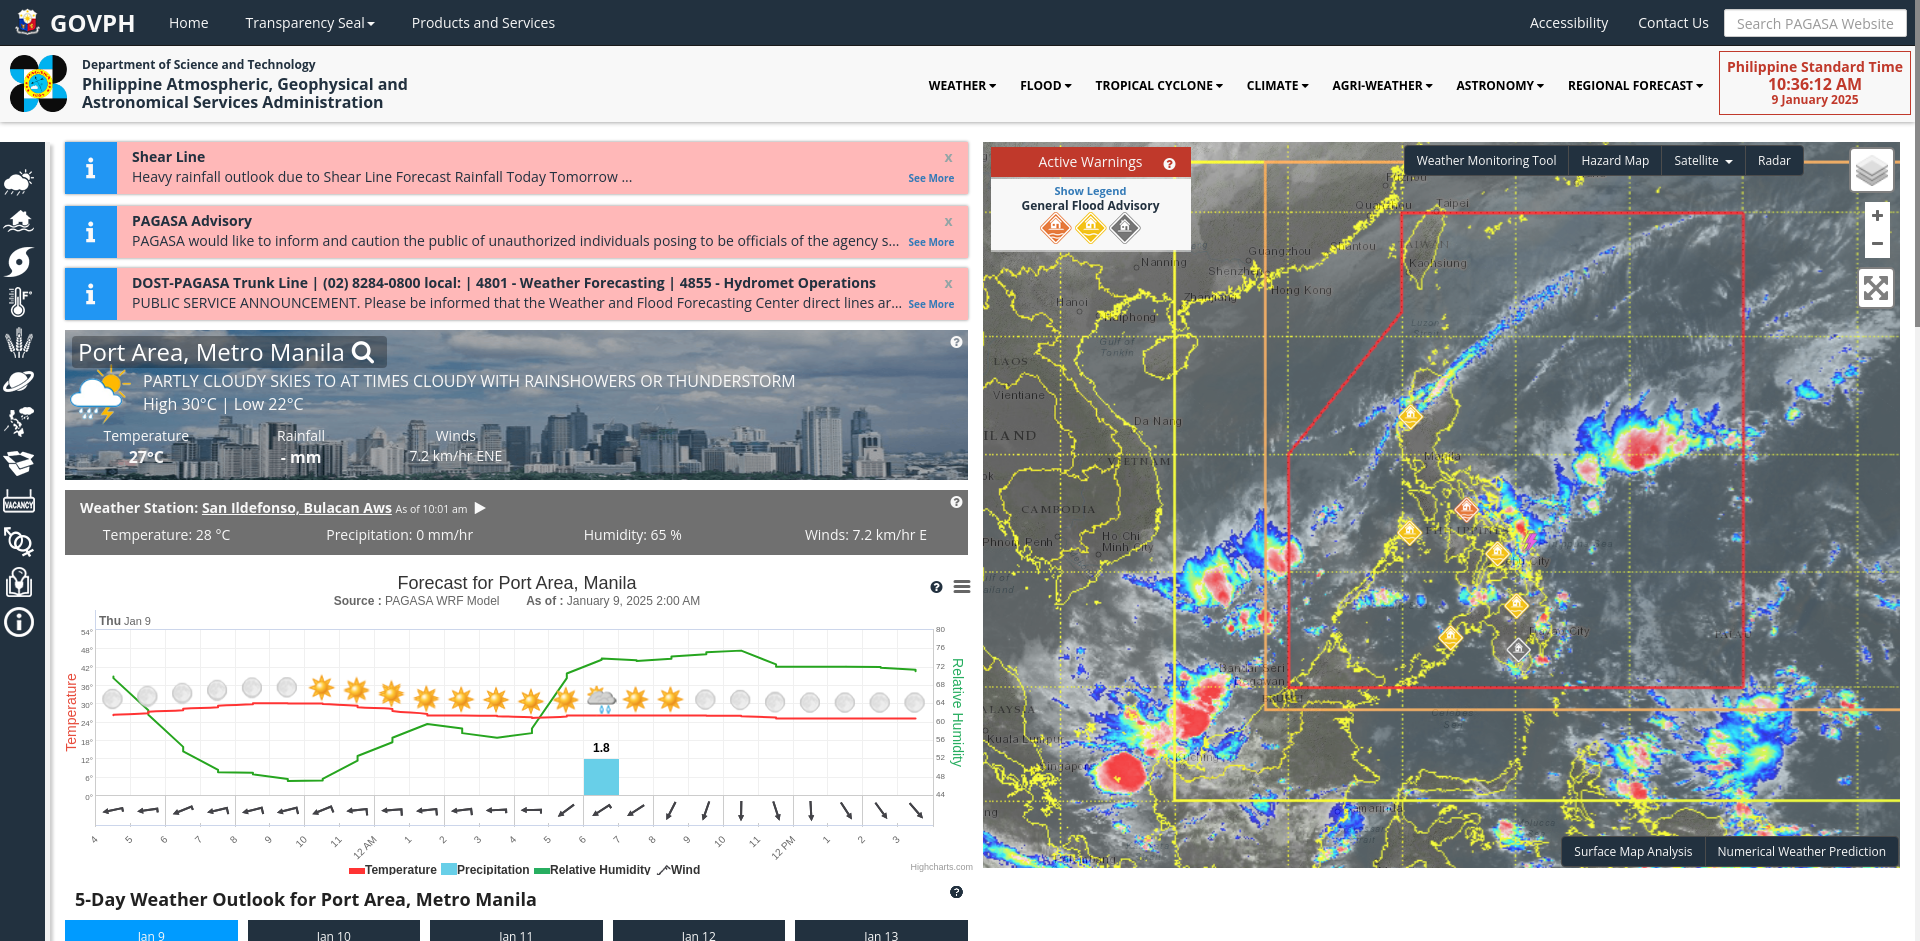 GOVPH
Home
Transparency Seal
Products and Services
Accessibility
Contact Us
Search PAGASA Website
Department of Science and Technology
Philippine Atmospheric, Geophysical and
Astronomical Services Administration
WEATHER
FLOOD
TROPICAL CYCLONE
CLIMATE
AGRI-WEATHER
ASTRONOMY
REGIONAL FORECAST
Philippine Standard Time
10:36:12 AM
9 January 2025
Shear Line
x
Heavy rainfall outlook due to Shear Line Forecast Rainfall Today Tomorrow ...
See More
PAGASA Advisory
x
PAGASA would like to inform and caution the public of unauthorized individuals posing to be officials of the agency s...
See More
DOST-PAGASA Trunk Line | (02) 8284-0800 local: | 4801 - Weather Forecasting | 4855 - Hydromet Operations
x
PUBLIC SERVICE ANNOUNCEMENT. Please be informed that the Weather and Flood Forecasting Center direct lines ar...
See More
VACANCY
Port Area, Metro Manila
PARTLY CLOUDY SKIES TO AT TIMES CLOUDY WITH RAINSHOWERS OR THUNDERSTORM
High 30°C | Low 22°C
Temperature
Rainfall
Winds
27°C
- mm
7.2 km/hr ENE
Weather Station: San Ildefonso, Bulacan Aws As of 10:01 am
Temperature: 28 °C
Precipitation: 0 mm/hr
Humidity: 65 %
Winds: 7.2 km/hr E
Forecast for Port Area, Manila
Source : PAGASA WRF Model
As of : January 9, 2025 2:00 AM
Thu Jan 9
Temperature
54°
48°
42°
36°
30°
24°
18°
12°
6°
0°
80
76
72
68
64
60
56
52
48
44
Relative Humidity
1.8
4
5
6
7
8
9
10
11
12 AM
1
2
3
4
5
6
7
8
9
10
11
12 PM
1
2
3
Temperature
Precipitation
Relative Humidity
Wind
Highcharts.com
5-Day Weather Outlook for Port Area, Metro Manila
Jan 9
Jan 10
Jan 11
Jan 12
Jan 13
Active Warnings
Show Legend
General Flood Advisory
Weather Monitoring Tool
Hazard Map
Satellite
Radar
+
−
Taipei
Guangzhou
Nanning
Shenzhen
Kaohsiung
Hong Kong
Hanoi
Gulf of
Tonkin
LAOS
Vientiane
Da Nang
VIETNAM
CAMBODIA
Ho Chi
Minh City
Bandar Seri
Kuala Lumpur
Kuching
Surface Map Analysis
Numerical Weather Prediction